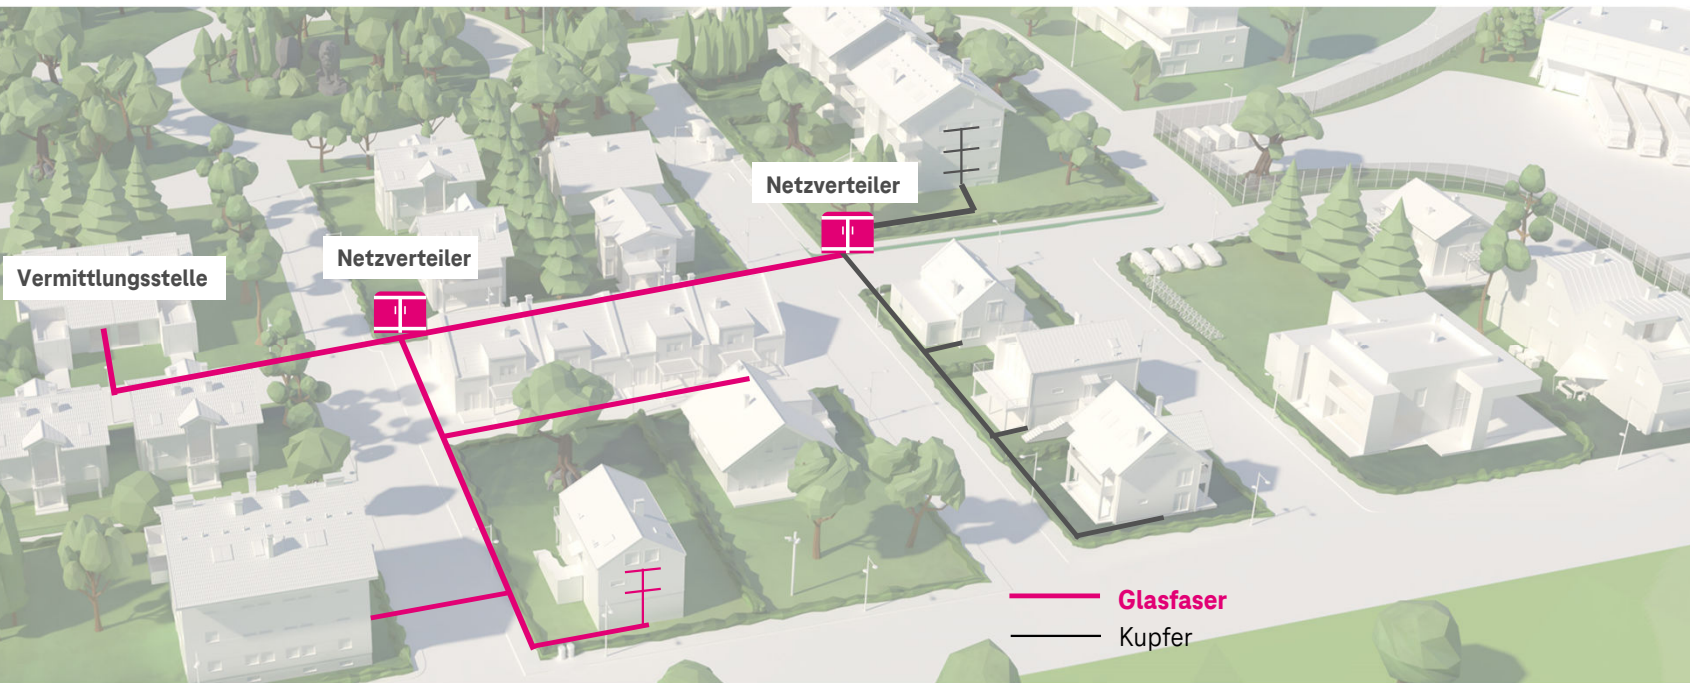 Netzverteiler
Netzverteiler
Vermittlungsstelle
Glasfaser
Kupfer